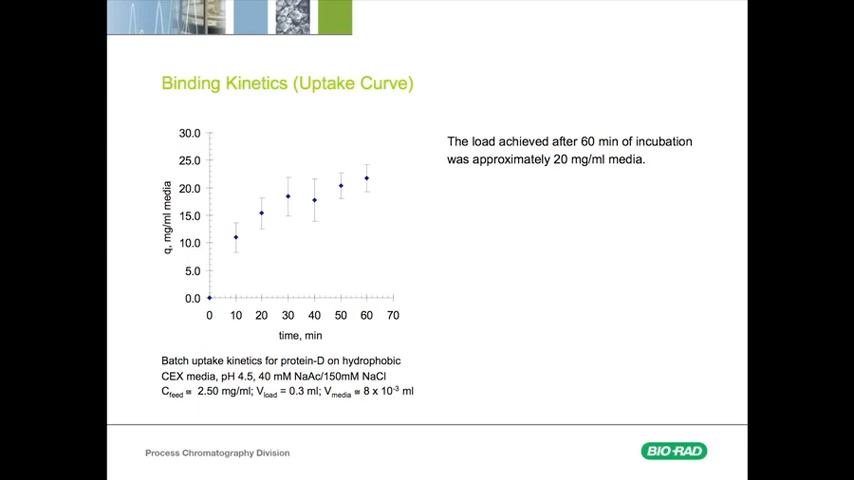 Binding Kinetics (Uptake Curve)
30.0
25.0
20.0
15.0
10.0
5.0
0.0
q, mg/ml media
0 10 20 30 40 50 60 70
time, min
Batch uptake kinetics for protein-D on hydrophobic
CEX media, pH 4.5, 40 mM NaAc/150mM NaCl
Cfeed ≅ 2.50 mg/ml; Vload = 0.3 ml; Vmedia ≅ 8 x 10-3 ml
The load achieved after 60 min of incubation
was approximately 20 mg/ml media.
Process Chromatography Division
BIO-RAD